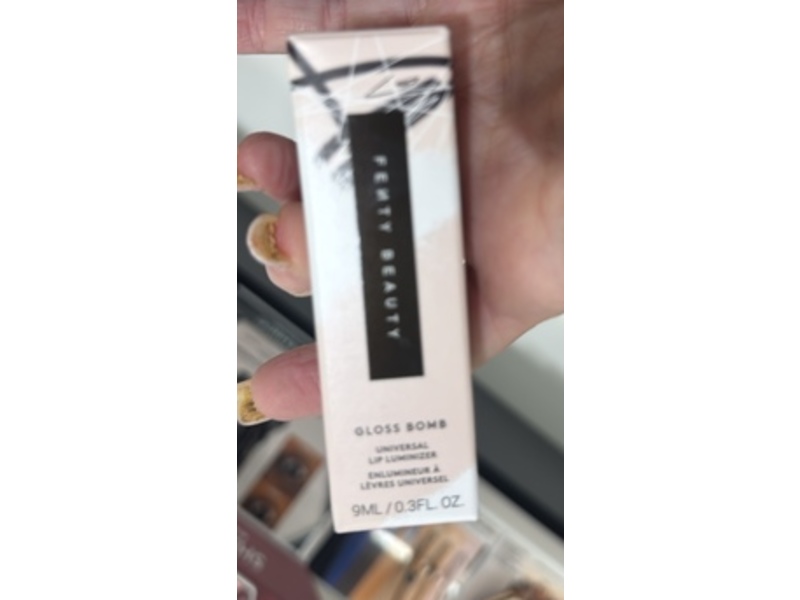 FENTY BEAUTY
GLOSS BOMB
UNIVERSAL
LIP LUMINIZER
ENLUMINEUR À
LÈVRES UNIVERSEL
9ML / 0.3FL. OZ.